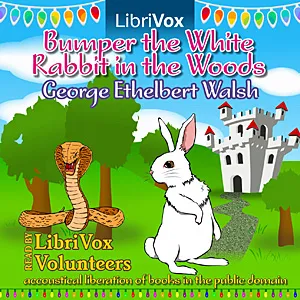 LibriVox
Bumper the White
Rabbit in the Woods
George Ethelbert Walsh
READ BY
LibriVox
Volunteers
accoustical liberation of books in the public domain